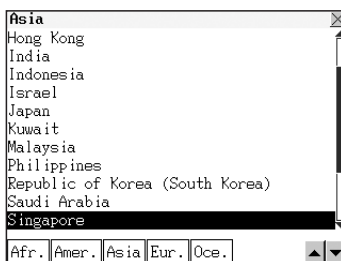 Asia
Hong Kong
India
Indonesia
Israel
Japan
Kuwait
Malaysia
Philippines
Republic of Korea (South Korea)
Saudi Arabia
Singapore
Afr. Amer. Asia Eur. Oce.